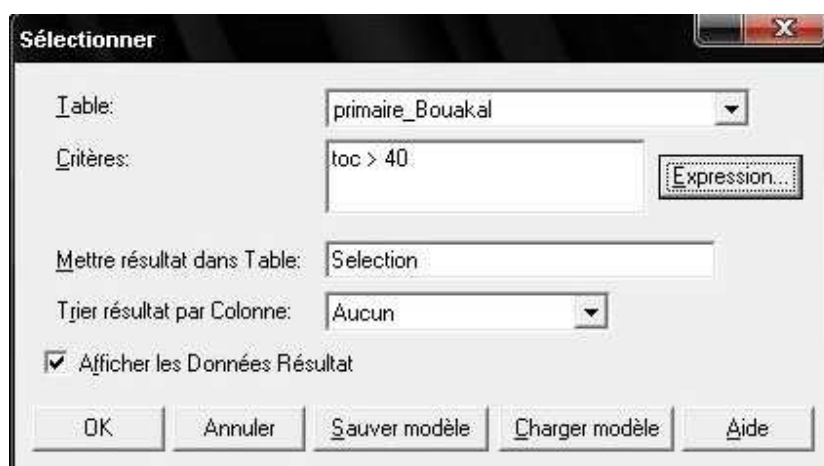 Sélectionner
Table: primaire_Bouakal
Critères: toc > 40
Expression...
Mettre résultat dans Table: Selection
Trier résultat par Colonne: Aucun
Afficher les Données Résultat
OK Annuler Sauver modèle Charger modèle Aide